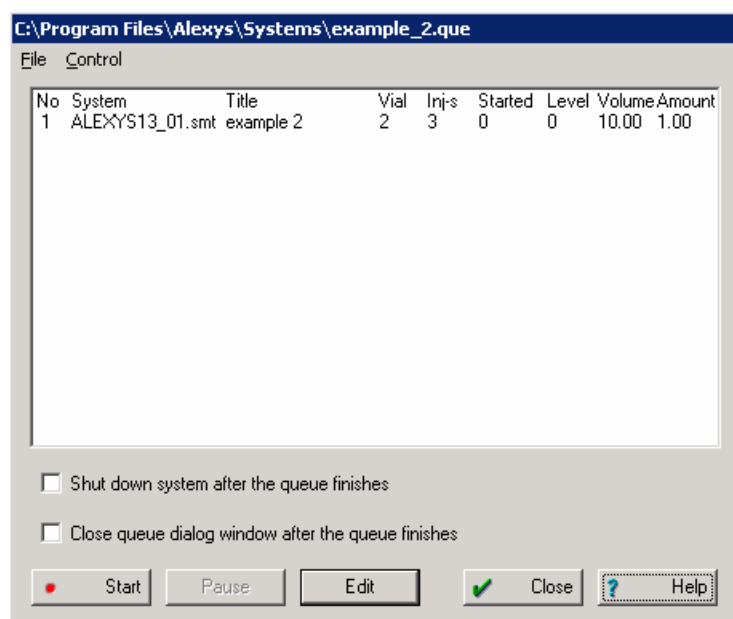 C:\Program Files\Alexys\Systems\example_2.que
File Control
No System Title Vial Inj-s Started Level Volume Amount
1 ALEXYS13_01.smt example 2 2 3 0 0 10.00 1.00
Shut down system after the queue finishes
Close queue dialog window after the queue finishes
Start Pause Edit Close ? Help